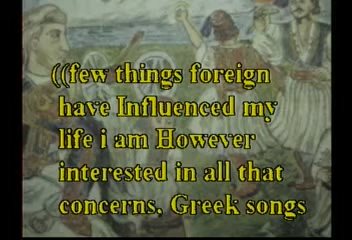 ((few things foreign
have Influenced my
life i am However
interested in all that
concerns. Greek songs